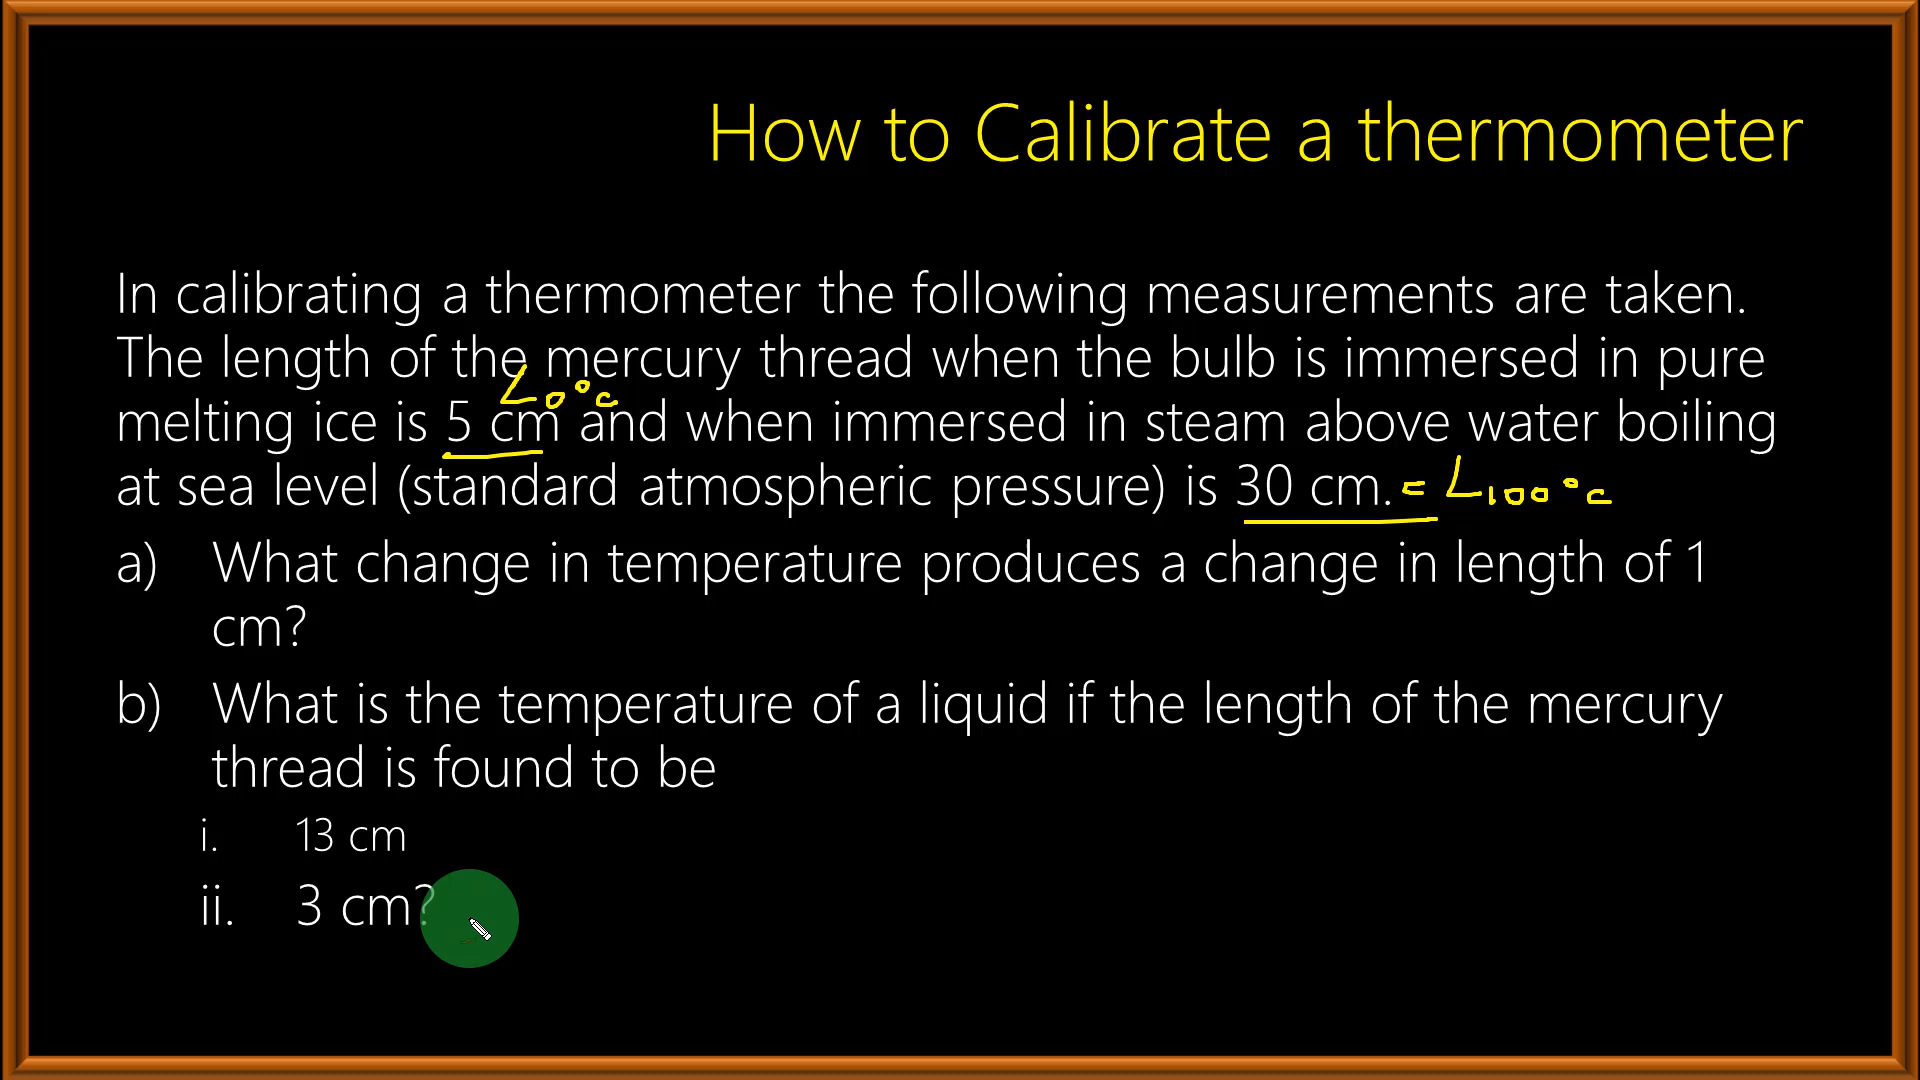 How to Calibrate a thermometer
In calibrating a thermometer the following measurements are taken.
The length of the mercury thread when the bulb is immersed in pure
L0°C
melting ice is 5 cm and when immersed in steam above water boiling
at sea level (standard atmospheric pressure) is 30 cm. = L100°C
a) What change in temperature produces a change in length of 1
cm?
b) What is the temperature of a liquid if the length of the mercury
thread is found to be
i. 13 cm
ii. 3 cm?